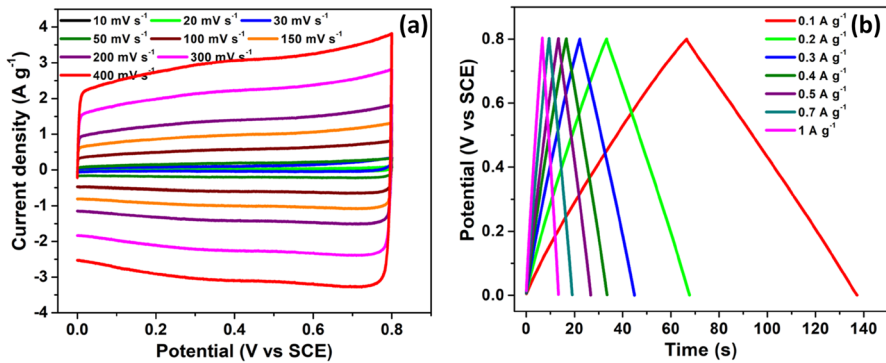 (a)
10 mV s⁻¹ 20 mV s⁻¹ 30 mV s⁻¹
50 mV s⁻¹ 100 mV s⁻¹ 150 mV s⁻¹
200 mV s⁻¹ 300 mV s⁻¹
400 mV s⁻¹
4
3
2
1
0
-1
-2
-3
-4
Current density (A g⁻¹)
0.0 0.2 0.4 0.6 0.8
Potential (V vs SCE)
(b)
0.1 A g⁻¹
0.2 A g⁻¹
0.3 A g⁻¹
0.4 A g⁻¹
0.5 A g⁻¹
0.7 A g⁻¹
1 A g⁻¹
0.8
0.6
0.4
0.2
0.0
Potential (V vs SCE)
0 20 40 60 80 100 120 140
Time (s)